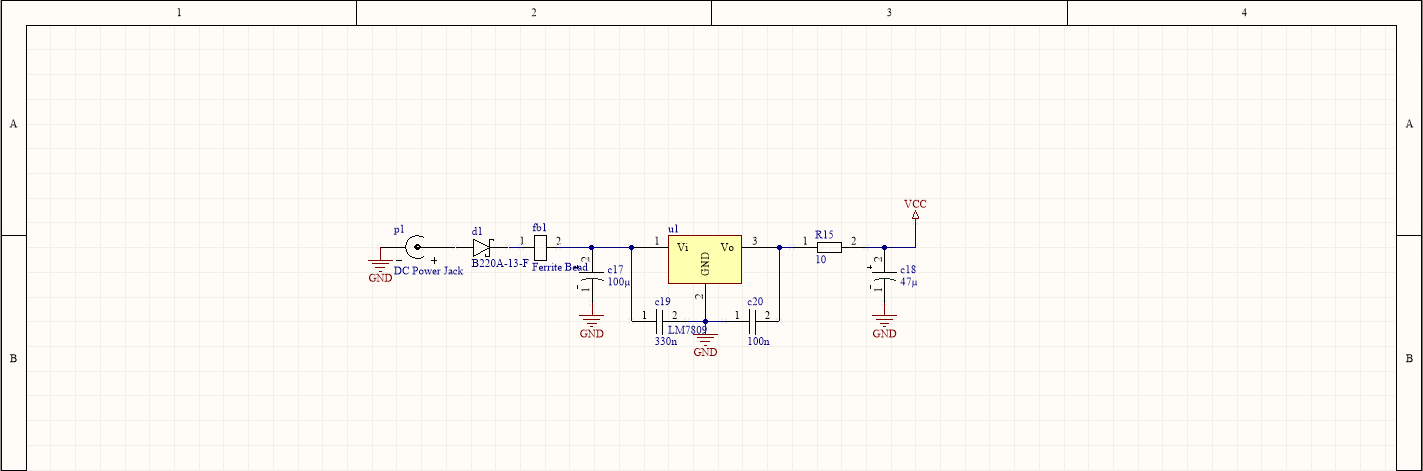 1 2 3 4
A A
VCC
p1 d1 fb1 u1 R15
1 2 1 Vi Vo 3 1 2
GND
- + DC Power Jack B220A-13-F Ferrite Bead
GND
+ 2 c17 100µ
- 1
10
+ 2 c18 47µ
- 1
2
c19 c20
1 2 1 2
LM7809
330n 100n
GND GND GND
B B